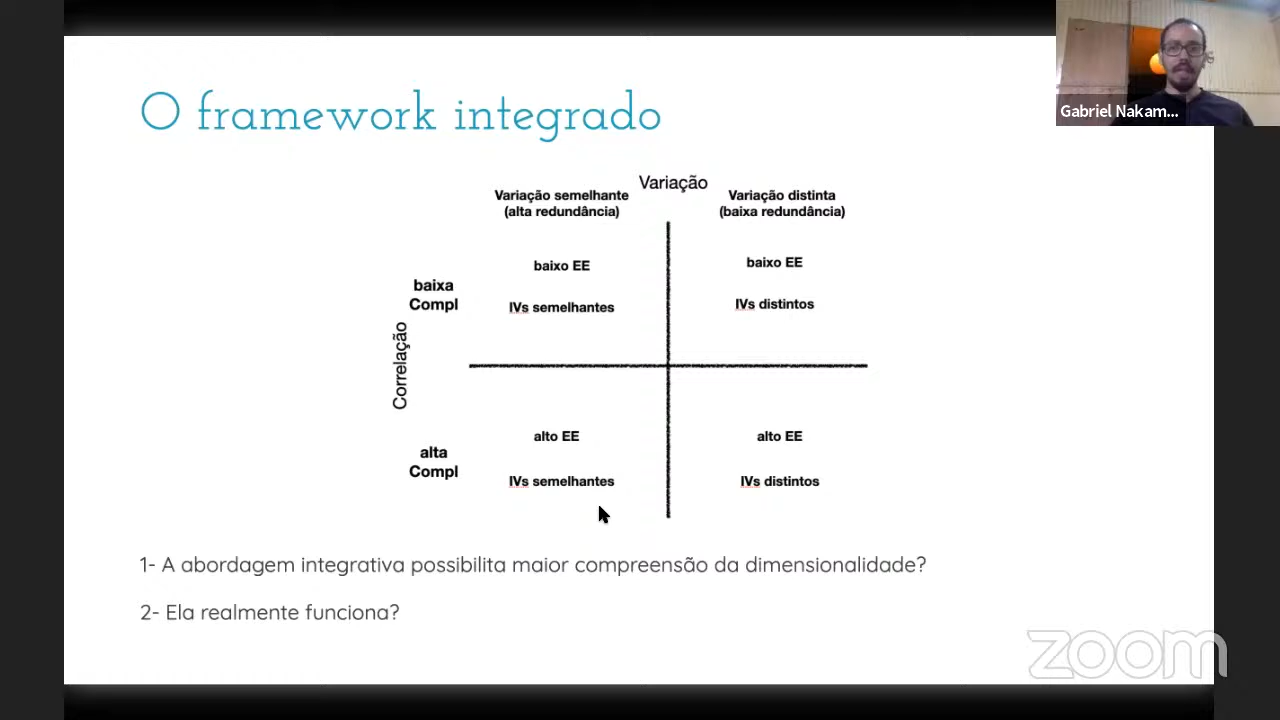 O framework integrado
Gabriel Nakam...
Variação
Variação semelhante
(alta redundância)
Variação distinta
(baixa redundância)
baixo EE
baixo EE
baixa
Compl
IVs semelhantes
IVs distintos
Correlação
alto EE
alto EE
alta
Compl
IVs semelhantes
IVs distintos
1- A abordagem integrativa possibilita maior compreensão da dimensionalidade?
2- Ela realmente funciona?
zoom